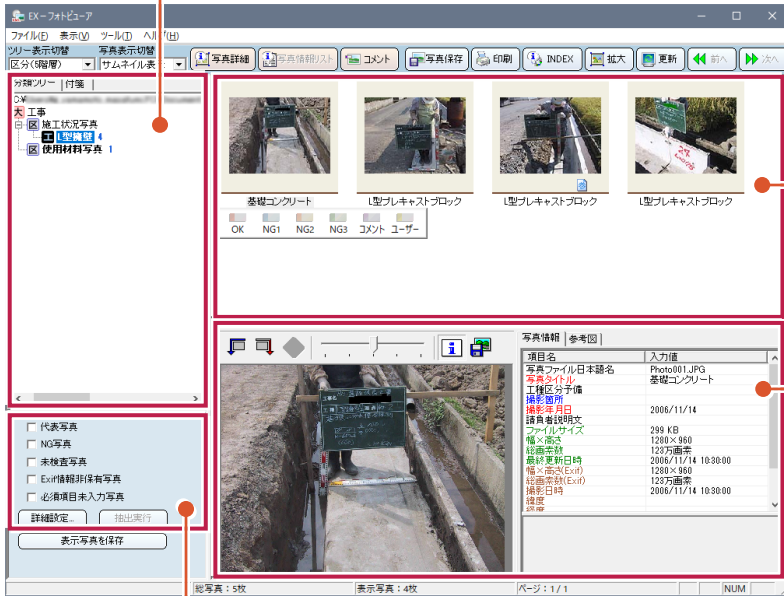 EX－フォトビューア
ファイル(F) 表示(V) ツール(T) ヘルプ(H)
ツリー表示切替 写真表示切替
区分(5階層) サムネイル表示
写真詳細 写真情報リスト コメント 写真保存 印刷 INDEX 拡大 更新 前へ 次へ
分類ツリー 付箋
大 工事
区 施工状況写真
工 L型擁壁 4
区 使用材料写真 1
基礎コンクリート L型プレキャストブロック L型プレキャストブロック L型プレキャストブロック
OK NG1 NG2 NG3 コメント ユーザー
代表写真
NG写真
未検査写真
Exif情報非保有写真
必須項目未入力写真
詳細設定... 抽出実行
表示写真を保存
写真情報 参考図
項目名 入力値
写真ファイル日本語名 Photo001.JPG
写真タイトル 基礎コンクリート
工種区分予備
撮影箇所
撮影年月日 2006/11/14
請負者説明文
ファイルサイズ 299 KB
幅×高さ 1280×960
総画素数 123万画素
最終更新日時 2006/11/14 10:30:00
幅×高さ(Exif) 1280×960
総画素数(Exif) 123万画素
撮影日時 2006/11/14 10:30:00
緯度
経度
総写真：5枚 表示写真：4枚 ページ：1/1 NUM